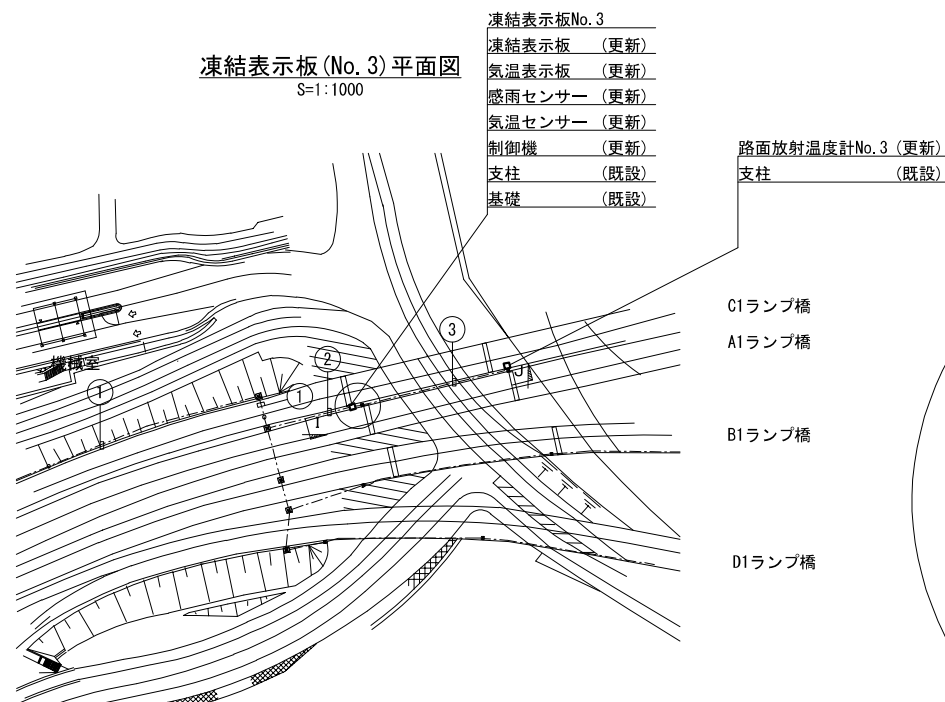 凍結表示板(No.3)平面図
S=1:1000
凍結表示板No.3
凍結表示板 (更新)
気温表示板 (更新)
感雨センサー (更新)
気温センサー (更新)
制御機 (更新)
支柱 (既設)
基礎 (既設)
路面放射温度計No.3 (更新)
支柱 (既設)
C1ランプ橋
A1ランプ橋
B1ランプ橋
D1ランプ橋
機械室
1
2
3
1
I
J